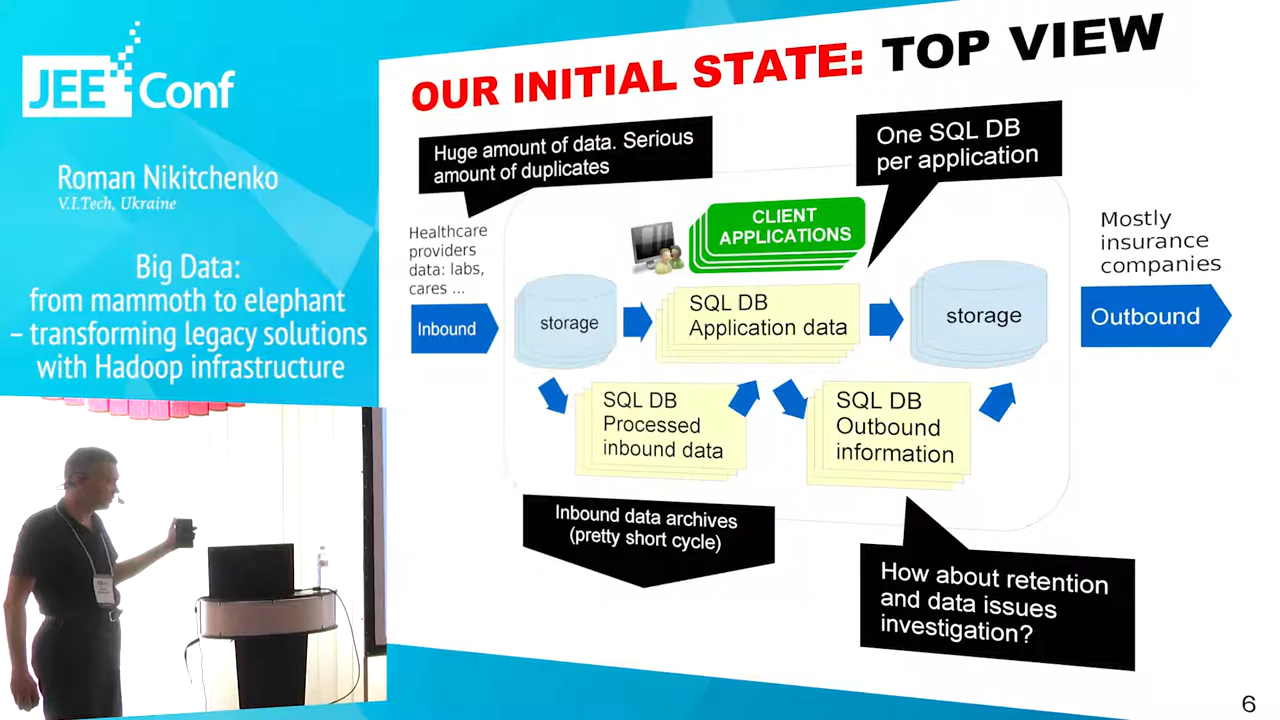 JEE Conf
Roman Nikitchenko
V.I.Tech, Ukraine
Big Data:
from mammoth to elephant
– transforming legacy solutions
with Hadoop infrastructure
OUR INITIAL STATE: TOP VIEW
Huge amount of data. Serious
amount of duplicates
One SQL DB
per application
Healthcare
providers
data: labs,
cares ...
CLIENT
APPLICATIONS
Mostly
insurance
companies
Inbound
storage
SQL DB
Application data
storage
Outbound
SQL DB
Processed
inbound data
SQL DB
Outbound
information
Inbound data archives
(pretty short cycle)
How about retention
and data issues
investigation?
6